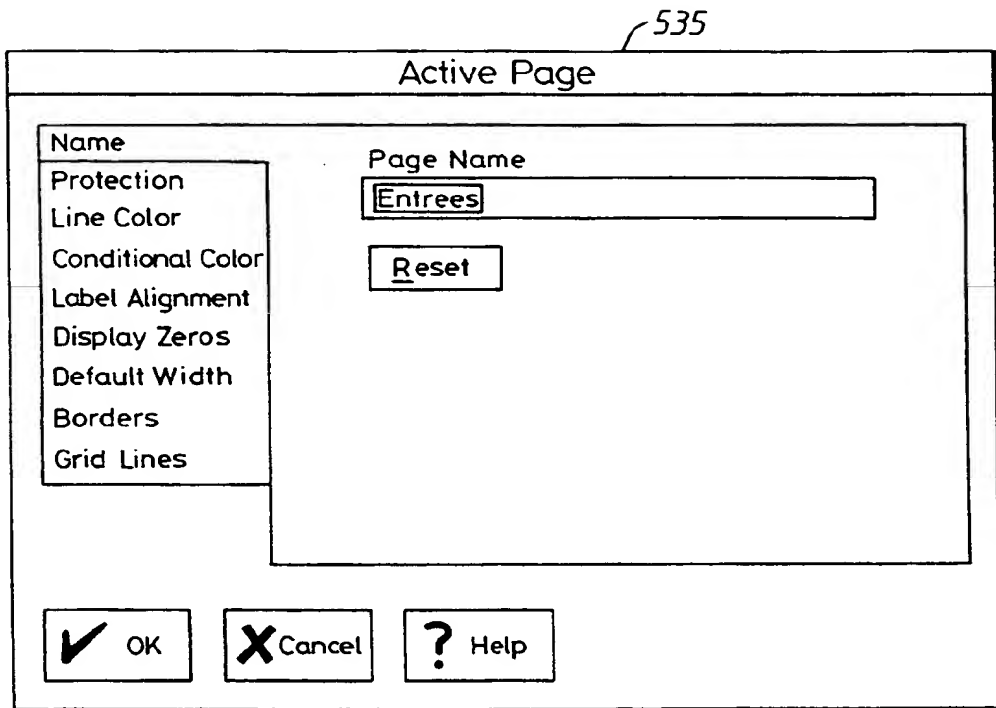 535
Active Page
Name
Protection
Line Color
Conditional Color
Label Alignment
Display Zeros
Default Width
Borders
Grid Lines
Page Name
Entrees
Reset
OK
Cancel
? Help